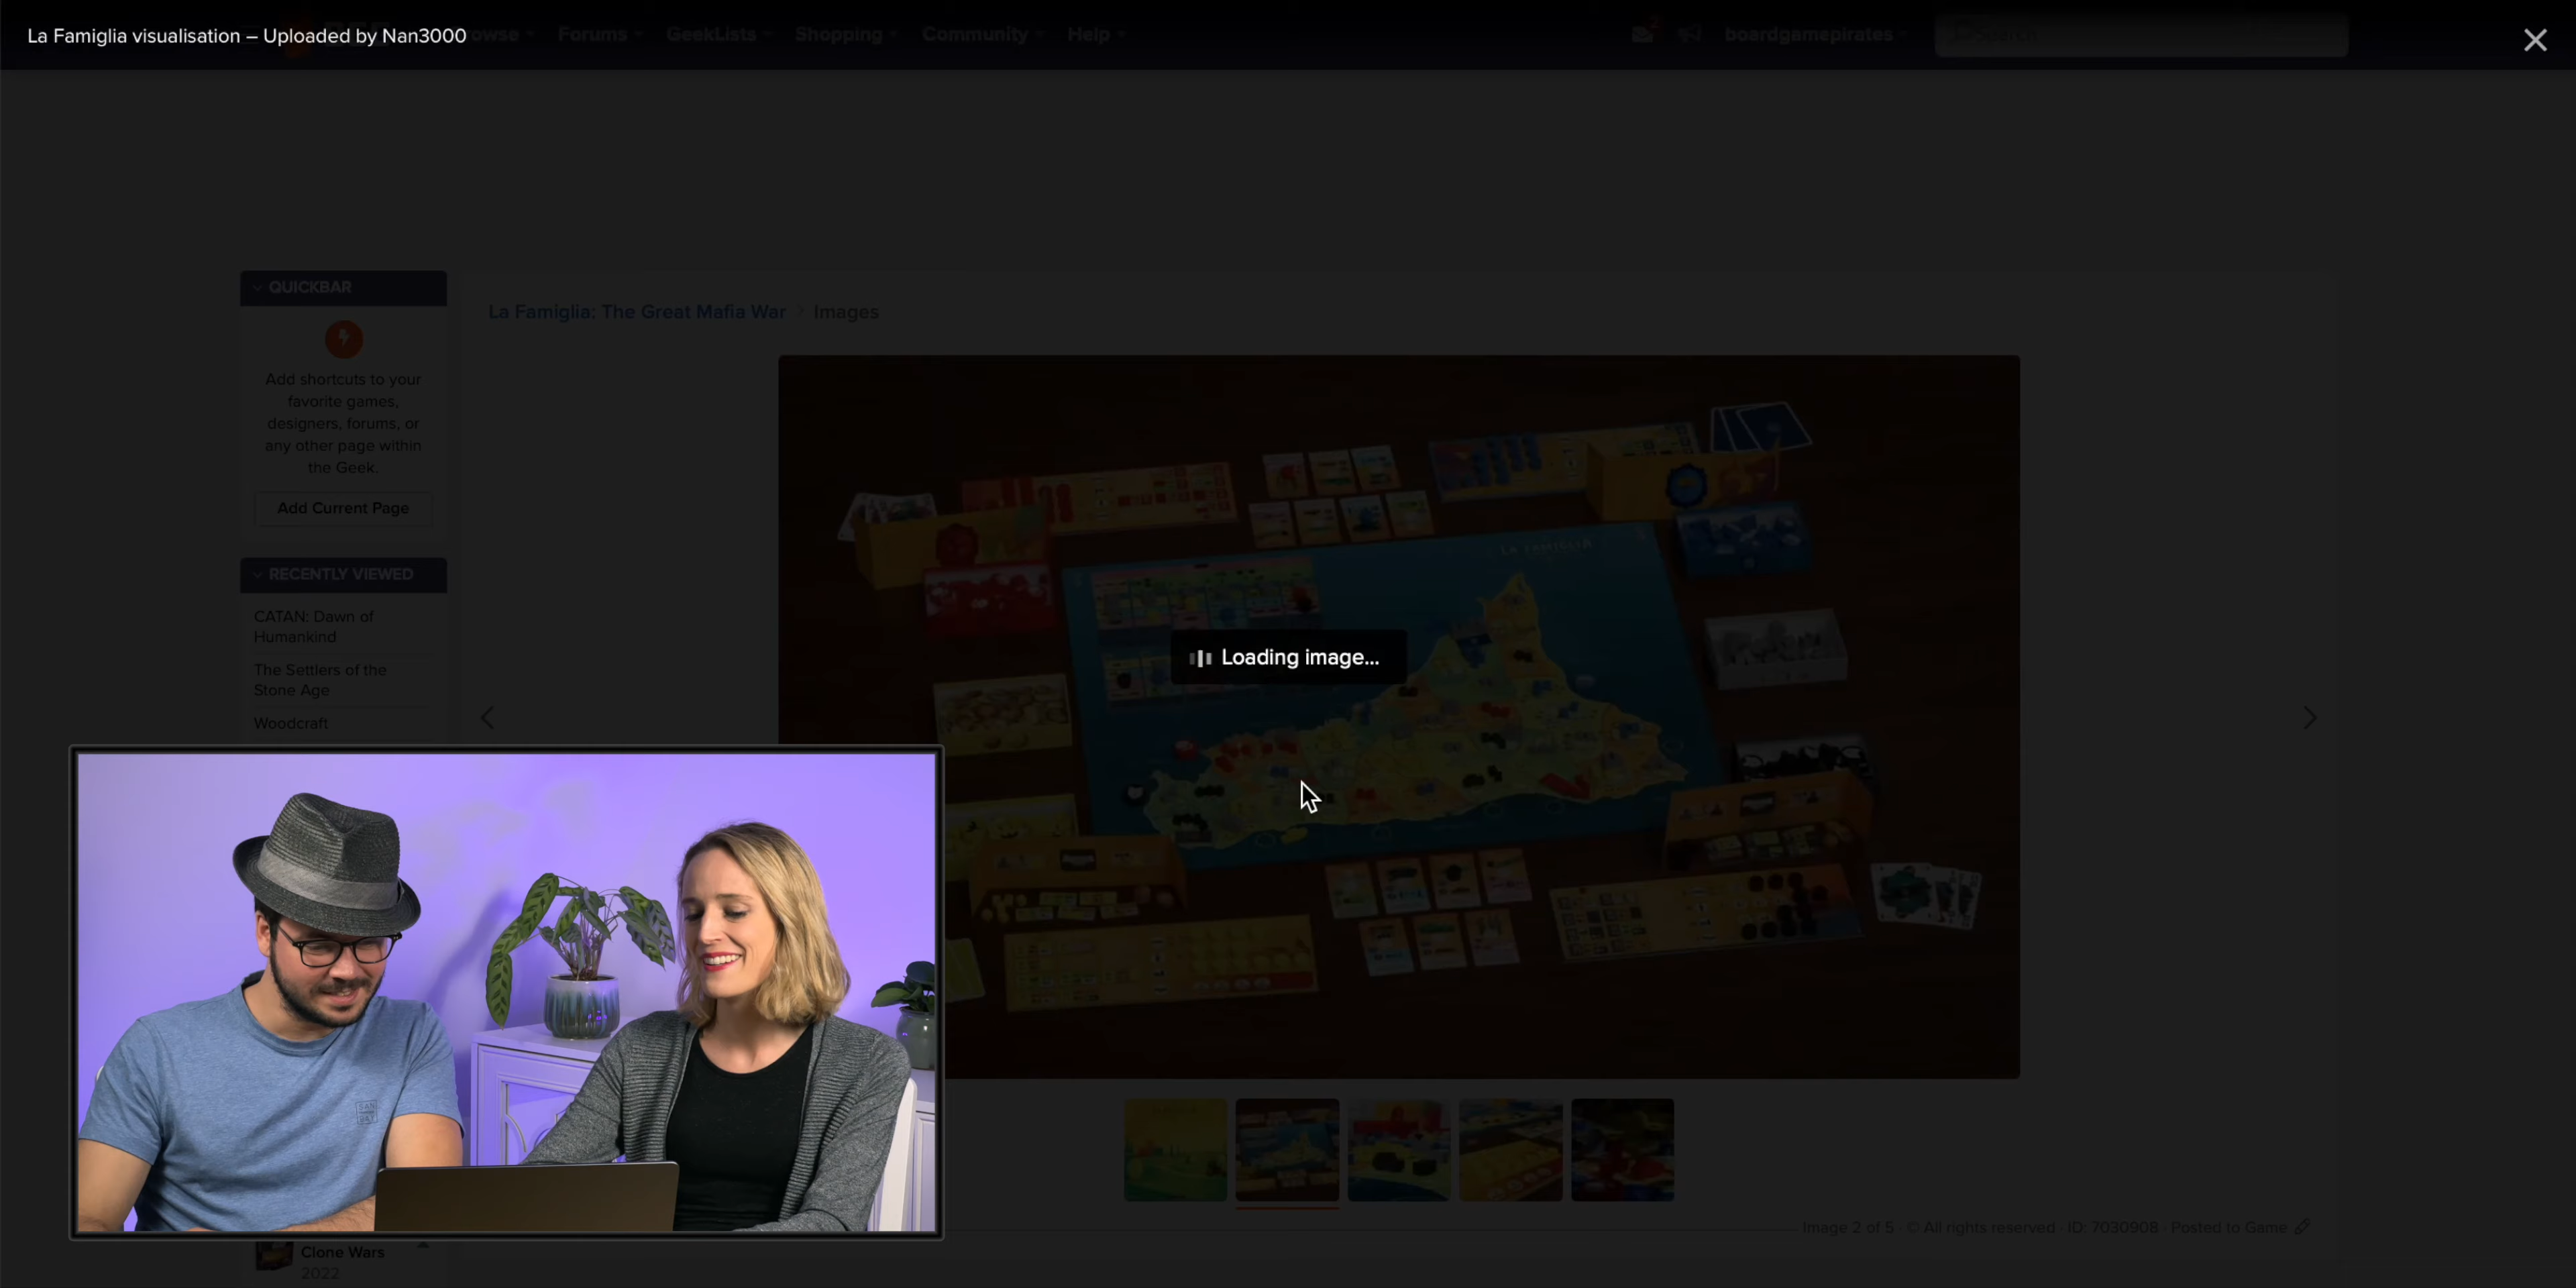 La Famiglia visualisation – Uploaded by Nan3000
Forums
GeekLists
Shopping
Community
Help
boardgamepirates
QUICKBAR
Add shortcuts to your
favorite games,
designers, forums, or
any other page within
the Geek.
Add Current Page
RECENTLY VIEWED
CATAN: Dawn of
Humankind
The Settlers of the
Stone Age
Woodcraft
Clone Wars
2022
La Famiglia: The Great Mafia War > Images
LA FAMIGLIA
Loading image...
Image 2 of 5 · © All rights reserved · ID: 7030908 · Posted to Game